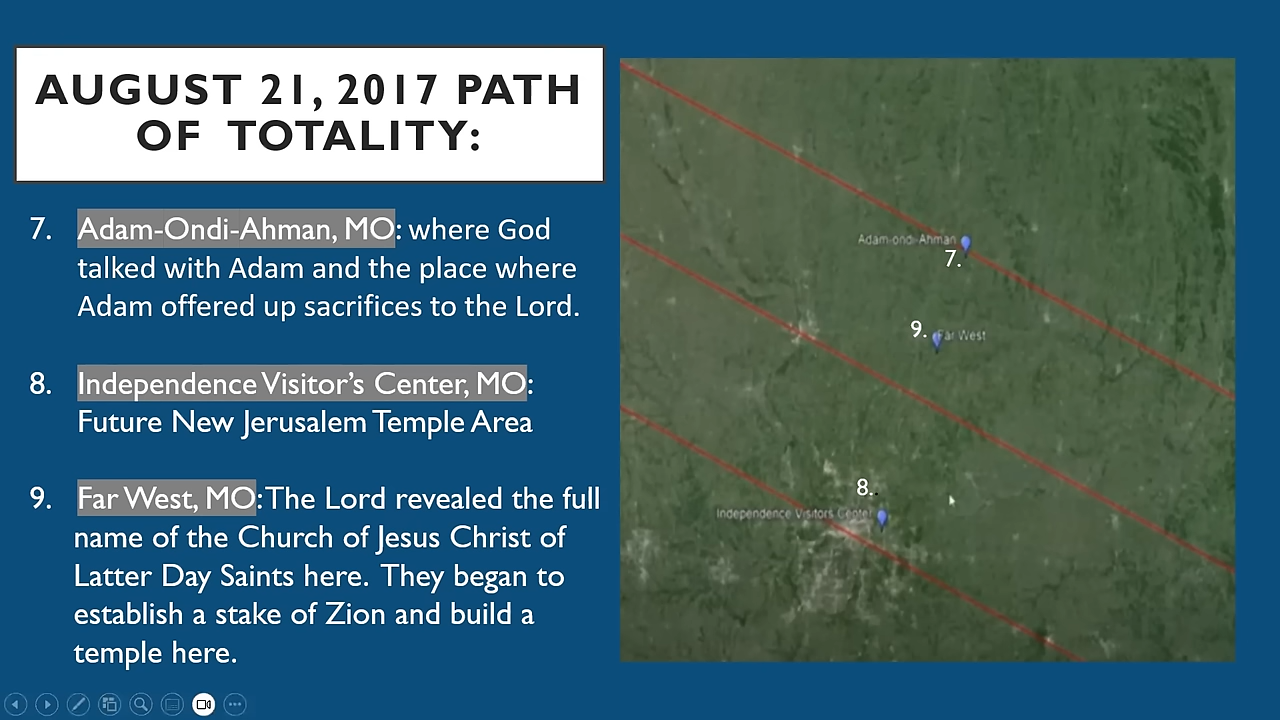 AUGUST 21, 2017 PATH
OF TOTALITY:
7. Adam-Ondi-Ahman, MO: where God
talked with Adam and the place where
Adam offered up sacrifices to the Lord.
8. Independence Visitor's Center, MO:
Future New Jerusalem Temple Area
9. Far West, MO: The Lord revealed the full
name of the Church of Jesus Christ of
Latter Day Saints here. They began to
establish a stake of Zion and build a
temple here.
Adam-ondi-Ahman
7.
9. Far West
8..
Independence Visitors Center